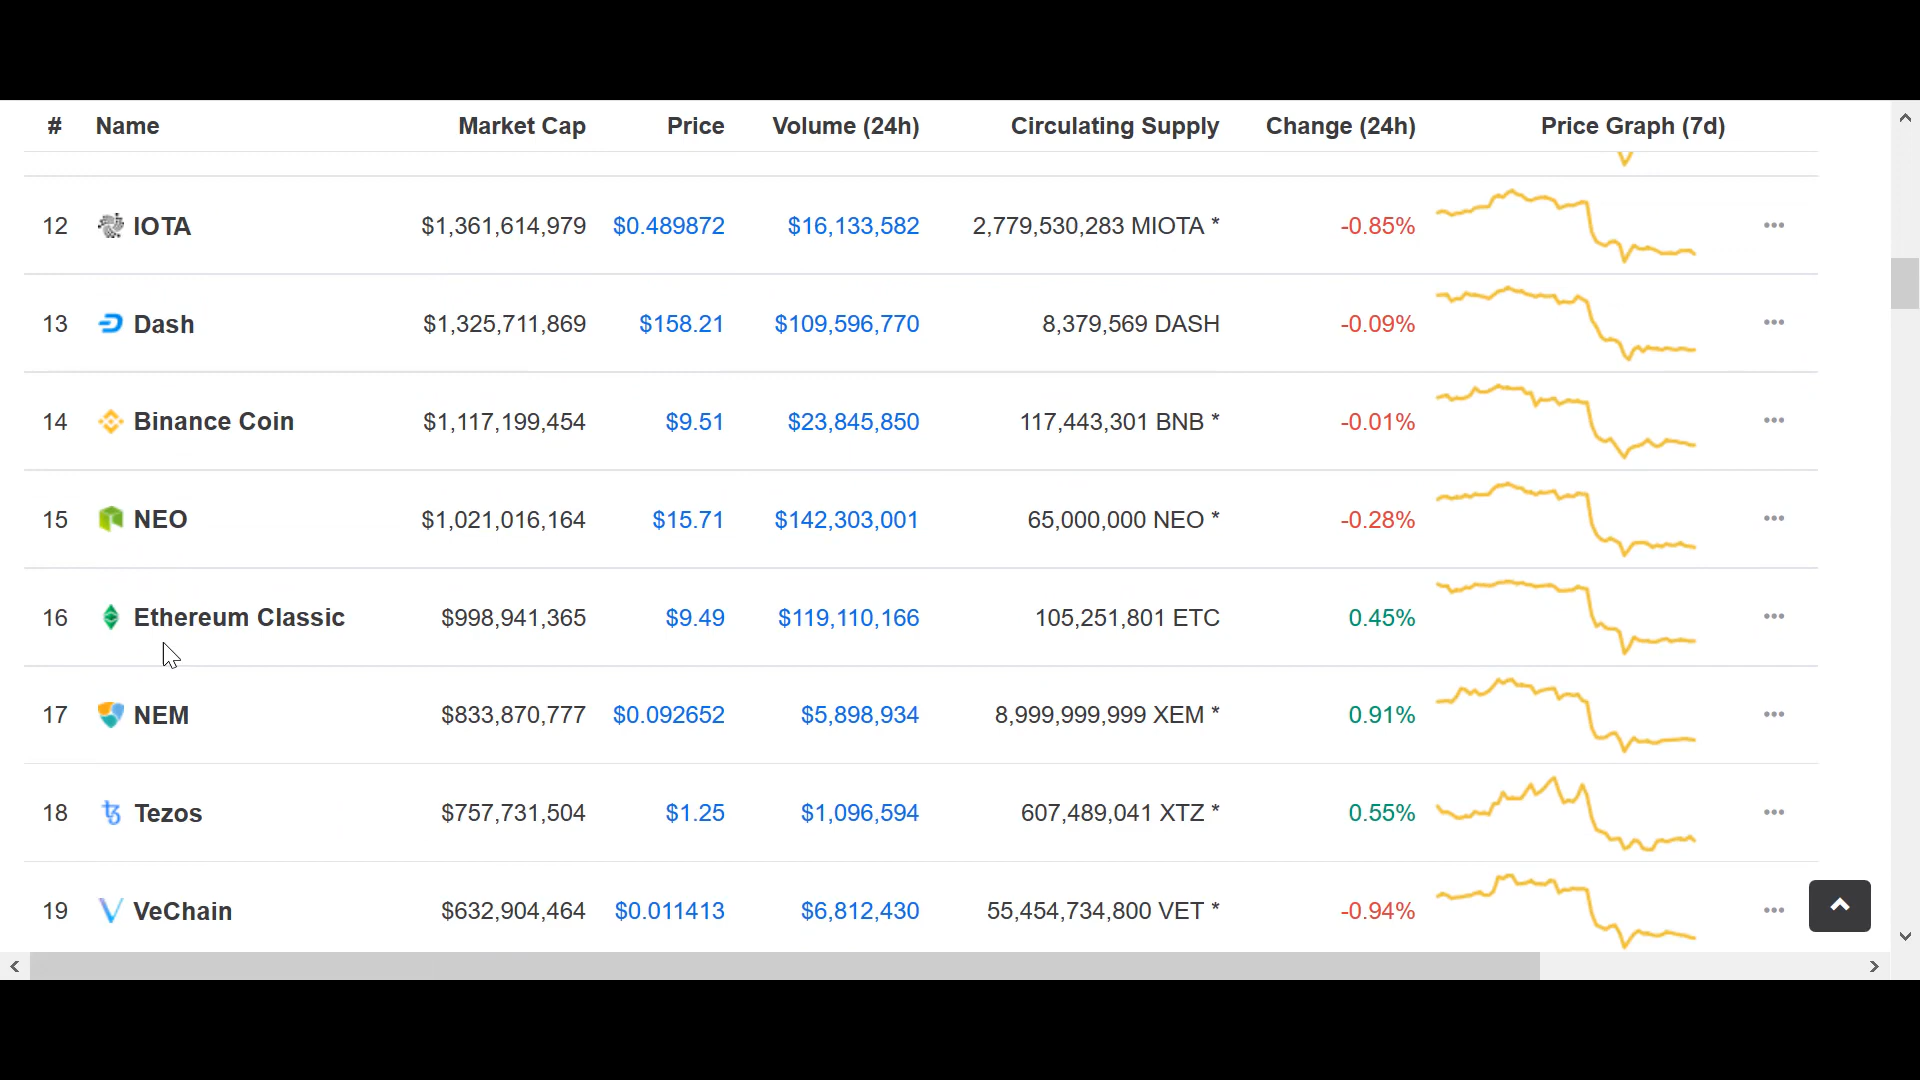 # Name Market Cap Price Volume (24h) Circulating Supply Change (24h) Price Graph (7d)
12 IOTA $1,361,614,979 $0.489872 $16,133,582 2,779,530,283 MIOTA * -0.85%
13 Dash $1,325,711,869 $158.21 $109,596,770 8,379,569 DASH -0.09%
14 Binance Coin $1,117,199,454 $9.51 $23,845,850 117,443,301 BNB * -0.01%
15 NEO $1,021,016,164 $15.71 $142,303,001 65,000,000 NEO * -0.28%
16 Ethereum Classic $998,941,365 $9.49 $119,110,166 105,251,801 ETC 0.45%
17 NEM $833,870,777 $0.092652 $5,898,934 8,999,999,999 XEM * 0.91%
18 Tezos $757,731,504 $1.25 $1,096,594 607,489,041 XTZ * 0.55%
19 VeChain $632,904,464 $0.011413 $6,812,430 55,454,734,800 VET * -0.94%